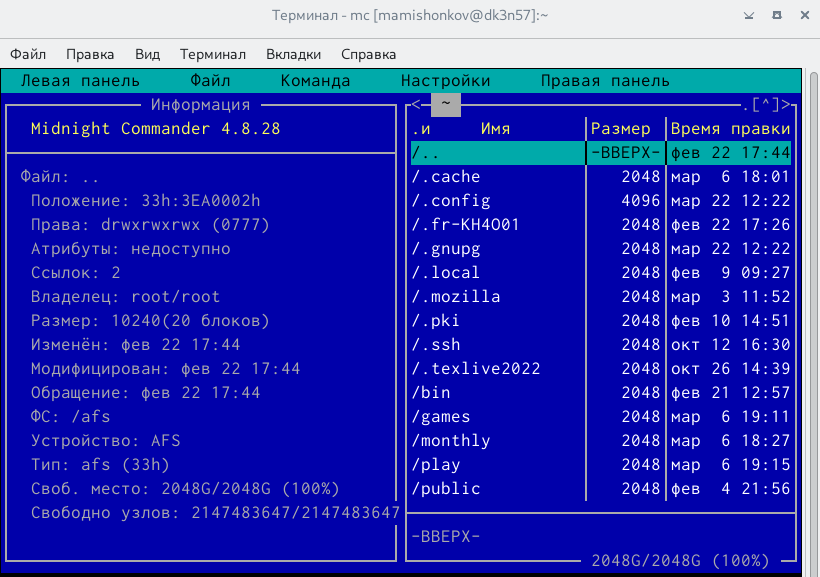 Терминал - mc [mamishonkov@dk3n57]:~
Файл Правка Вид Терминал Вкладки Справка
Левая панель Файл Команда Настройки Правая панель
Информация
Midnight Commander 4.8.28
Файл: ..
Положение: 33h:3EA0002h
Права: drwxrwxrwx (0777)
Атрибуты: недоступно
Ссылок: 2
Владелец: root/root
Размер: 10240(20 блоков)
Изменён: фев 22 17:44
Модифицирован: фев 22 17:44
Обращение: фев 22 17:44
ФС: /afs
Устройство: AFS
Тип: afs (33h)
Своб. место: 2048G/2048G (100%)
Свободно узлов: 2147483647/2147483647
<- ~ .[^]>
.и Имя Размер Время правки
/.. -ВВЕРХ- фев 22 17:44
/.cache 2048 мар 6 18:01
/.config 4096 мар 22 12:22
/.fr-KH4O01 2048 фев 22 17:26
/.gnupg 2048 мар 22 12:22
/.local 2048 фев 9 09:27
/.mozilla 2048 мар 3 11:52
/.pki 2048 фев 10 14:51
/.ssh 2048 окт 12 16:30
/.texlive2022 2048 окт 26 14:39
/bin 2048 фев 21 12:57
/games 2048 мар 6 19:11
/monthly 2048 мар 6 18:27
/play 2048 мар 6 19:15
/public 2048 фев 4 21:56
-ВВЕРХ-
2048G/2048G (100%)